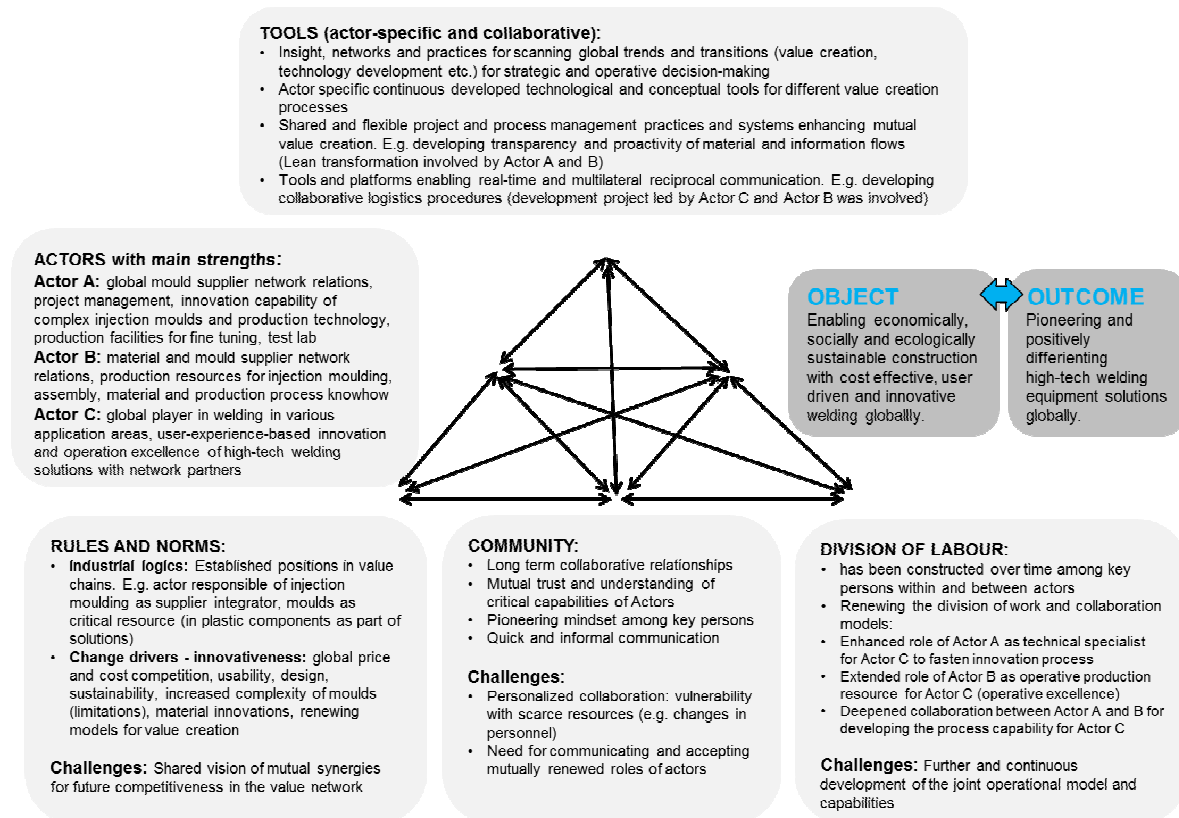 TOOLS (actor-specific and collaborative):
• Insight, networks and practices for scanning global trends and transitions (value creation,
technology development etc.) for strategic and operative decision-making
• Actor specific continuous developed technological and conceptual tools for different value creation
processes
• Shared and flexible project and process management practices and systems enhancing mutual
value creation. E.g. developing transparency and proactivity of material and information flows
(Lean transformation involved by Actor A and B)
• Tools and platforms enabling real-time and multilateral reciprocal communication. E.g. developing
collaborative logistics procedures (development project led by Actor C and Actor B was involved)
ACTORS with main strengths:
Actor A: global mould supplier network relations,
project management, innovation capability of
complex injection moulds and production technology,
production facilities for fine tuning, test lab
Actor B: material and mould supplier network
relations, production resources for injection moulding,
assembly, material and production process knowhow
Actor C: global player in welding in various
application areas, user-experience-based innovation
and operation excellence of high-tech welding
solutions with network partners
OBJECT
Enabling economically,
socially and ecologically
sustainable construction
with cost effective, user
driven and innovative
welding globallly.
OUTCOME
Pioneering and
positively
differienting
high-tech welding
equipment solutions
globally.
RULES AND NORMS:
• Industrial logics: Established positions in value
chains. E.g. actor responsible of injection
moulding as supplier integrator, moulds as
critical resource (in plastic components as part of
solutions)
• Change drivers - innovativeness: global price
and cost competition, usability, design,
sustainability, increased complexity of moulds
(limitations), material innovations, renewing
models for value creation
Challenges: Shared vision of mutual synergies
for future competitiveness in the value network
COMMUNITY:
• Long term collaborative relationships
• Mutual trust and understanding of
critical capabilities of Actors
• Pioneering mindset among key persons
• Quick and informal communication
Challenges:
• Personalized collaboration: vulnerability
with scarce resources (e.g. changes in
personnel)
• Need for communicating and accepting
mutually renewed roles of actors
DIVISION OF LABOUR:
• has been constructed over time among key
persons within and between actors
• Renewing the division of work and collaboration
models:
• Enhanced role of Actor A as technical specialist
for Actor C to fasten innovation process
• Extended role of Actor B as operative production
resource for Actor C (operative excellence)
• Deepened collaboration between Actor A and B for
developing the process capability for Actor C
Challenges: Further and continuous
development of the joint operational model and
capabilities